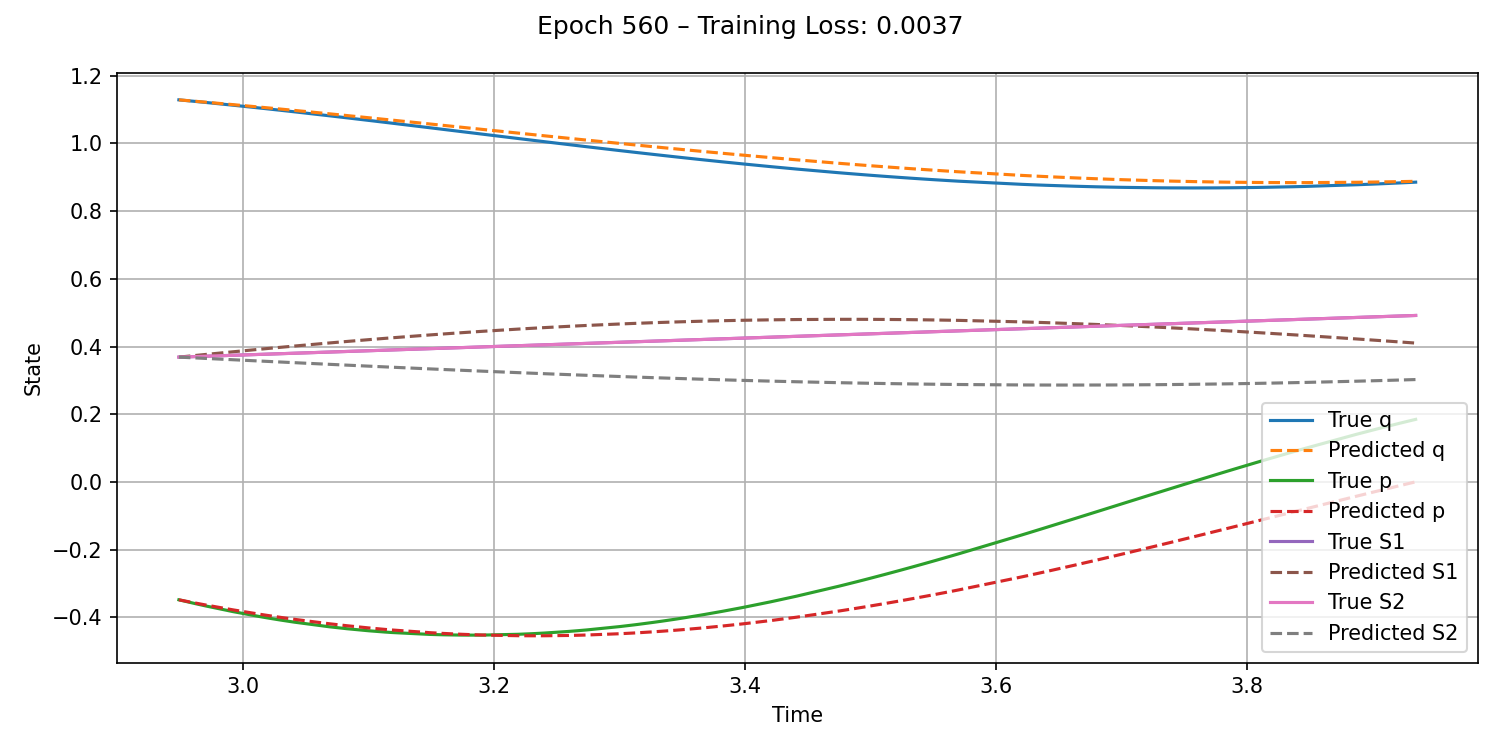 Epoch 560 – Training Loss: 0.0037
1.2
1.0
0.8
0.6
0.4
0.2
0.0
−0.2
−0.4
State
3.0 3.2 3.4 3.6 3.8
Time
True q
Predicted q
True p
Predicted p
True S1
Predicted S1
True S2
Predicted S2